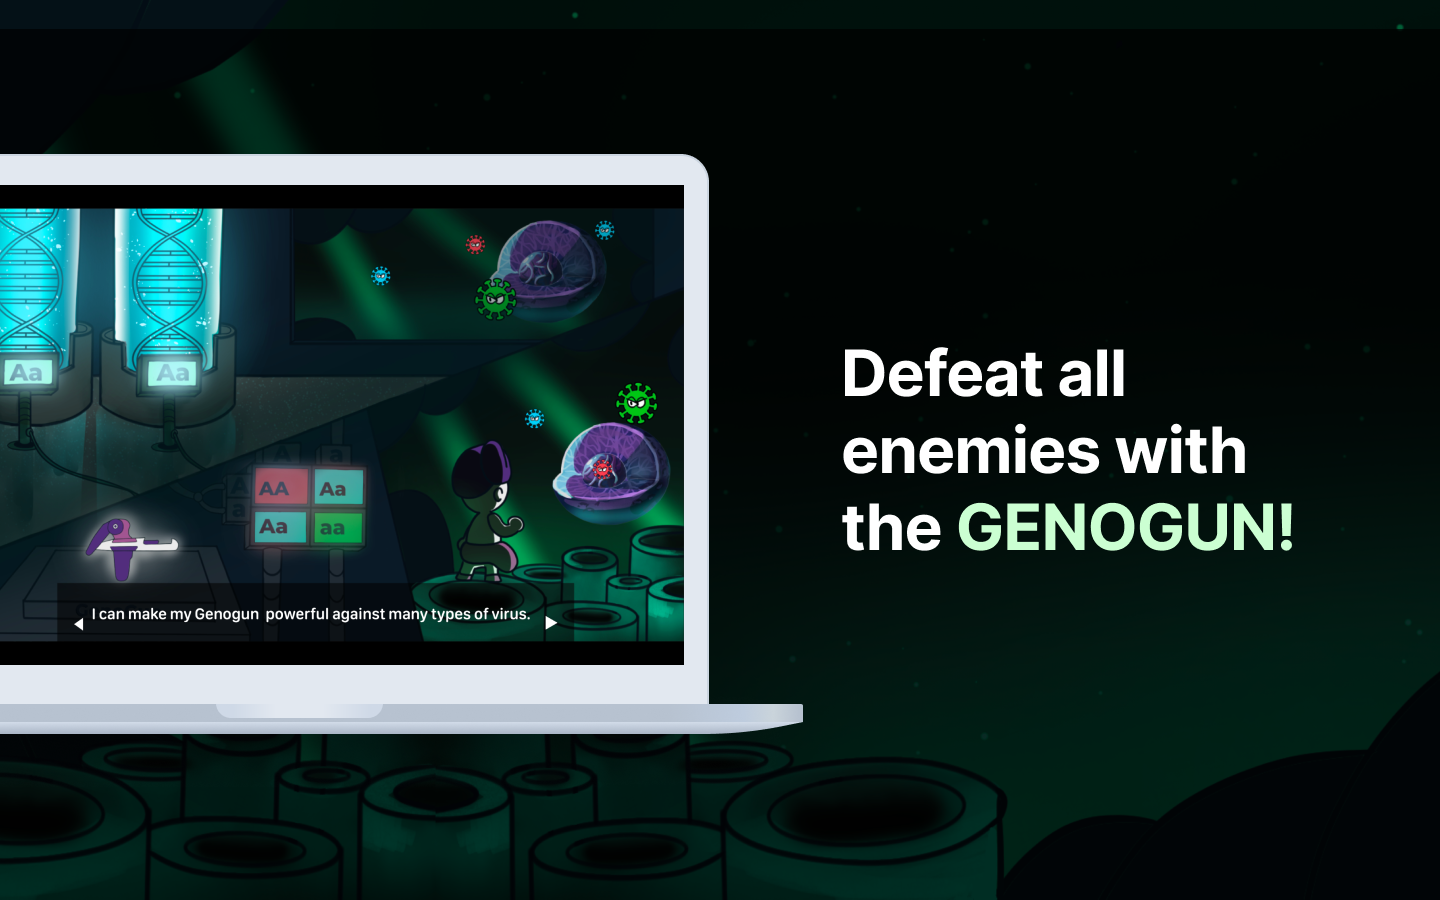 Aa
Aa
A a
A AA Aa
a Aa aa
I can make my Genogun powerful against many types of virus.
Defeat all
enemies with
the GENOGUN!